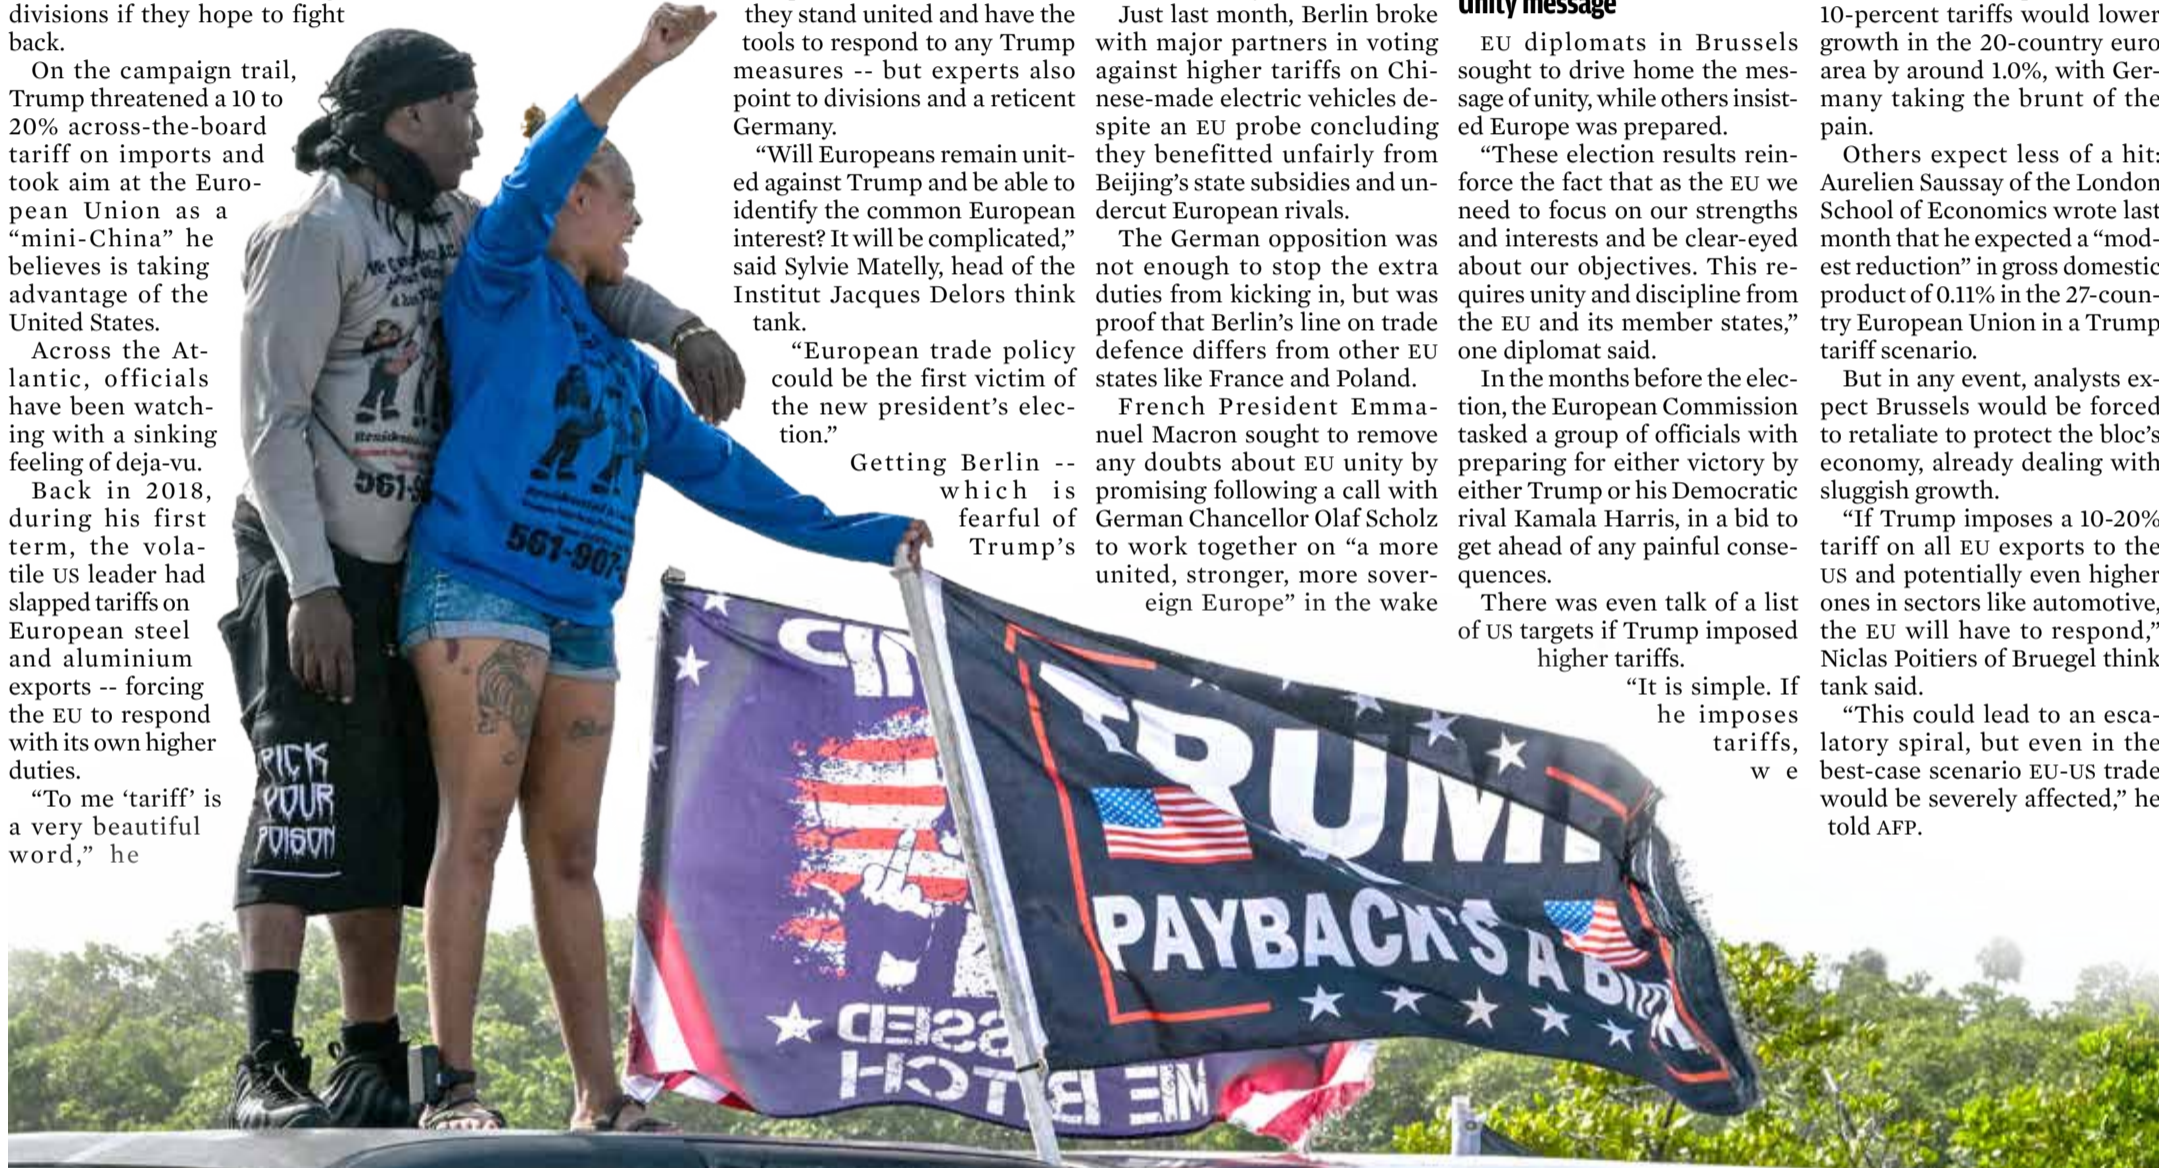 divisions if they hope to fight
back.
On the campaign trail,
Trump threatened a 10 to
20% across-the-board
tariff on imports and
took aim at the Euro-
pean Union as a
“mini-China” he
believes is taking
advantage of the
United States.
Across the At-
lantic, officials
have been watch-
ing with a sinking
feeling of deja-vu.
Back in 2018,
during his first
term, the vola-
tile US leader had
slapped tariffs on
European steel
and aluminium
exports -- forcing
the EU to respond
with its own higher
duties.
“To me ‘tariff’ is
a very beautiful
word,” he
they stand united and have the
tools to respond to any Trump
measures -- but experts also
point to divisions and a reticent
Germany.
“Will Europeans remain unit-
ed against Trump and be able to
identify the common European
interest? It will be complicated,”
said Sylvie Matelly, head of the
Institut Jacques Delors think
tank.
“European trade policy
could be the first victim of
the new president’s elec-
tion.”
Getting Berlin --
which is
fearful of
Trump’s
Just last month, Berlin broke
with major partners in voting
against higher tariffs on Chi-
nese-made electric vehicles de-
spite an EU probe concluding
they benefitted unfairly from
Beijing’s state subsidies and un-
dercut European rivals.
The German opposition was
not enough to stop the extra
duties from kicking in, but was
proof that Berlin’s line on trade
defence differs from other EU
states like France and Poland.
French President Emma-
nuel Macron sought to remove
any doubts about EU unity by
promising following a call with
German Chancellor Olaf Scholz
to work together on “a more
united, stronger, more sover-
eign Europe” in the wake
unity message
EU diplomats in Brussels
sought to drive home the mes-
sage of unity, while others insist-
ed Europe was prepared.
“These election results rein-
force the fact that as the EU we
need to focus on our strengths
and interests and be clear-eyed
about our objectives. This re-
quires unity and discipline from
the EU and its member states,”
one diplomat said.
In the months before the elec-
tion, the European Commission
tasked a group of officials with
preparing for either victory by
either Trump or his Democratic
rival Kamala Harris, in a bid to
get ahead of any painful conse-
quences.
There was even talk of a list
of US targets if Trump imposed
higher tariffs.
“It is simple. If
he imposes
tariffs,
we
10-percent tariffs would lower
growth in the 20-country euro
area by around 1.0%, with Ger-
many taking the brunt of the
pain.
Others expect less of a hit:
Aurelien Saussay of the London
School of Economics wrote last
month that he expected a “mod-
est reduction” in gross domestic
product of 0.11% in the 27-coun-
try European Union in a Trump
tariff scenario.
But in any event, analysts ex-
pect Brussels would be forced
to retaliate to protect the bloc’s
economy, already dealing with
sluggish growth.
“If Trump imposes a 10-20%
tariff on all EU exports to the
US and potentially even higher
ones in sectors like automotive,
the EU will have to respond,”
Niclas Poitiers of Bruegel think
tank said.
“This could lead to an esca-
latory spiral, but even in the
best-case scenario EU-US trade
would be severely affected,” he
told AFP.
561-907-
PICK
YOUR
POISON
TRUMP
PAYBACK'S A BITCH
ME BITCH